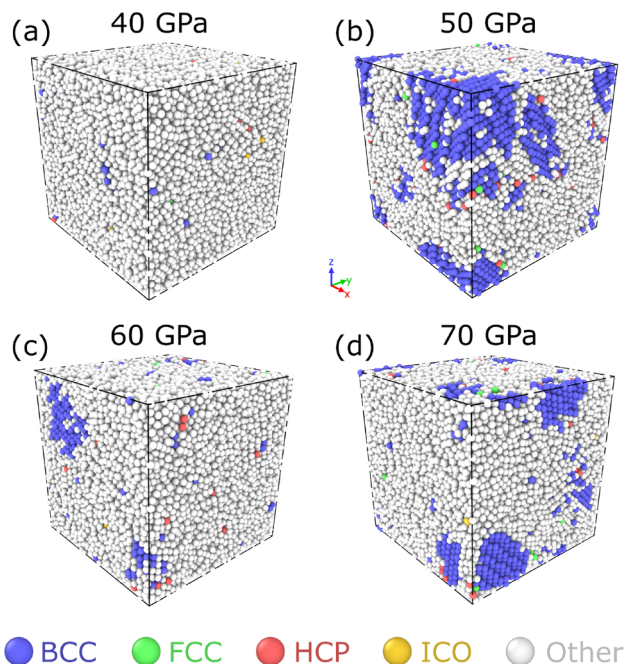 (a) 40 GPa
(b) 50 GPa
z
y
x
(c) 60 GPa
(d) 70 GPa
BCC FCC HCP ICO Other